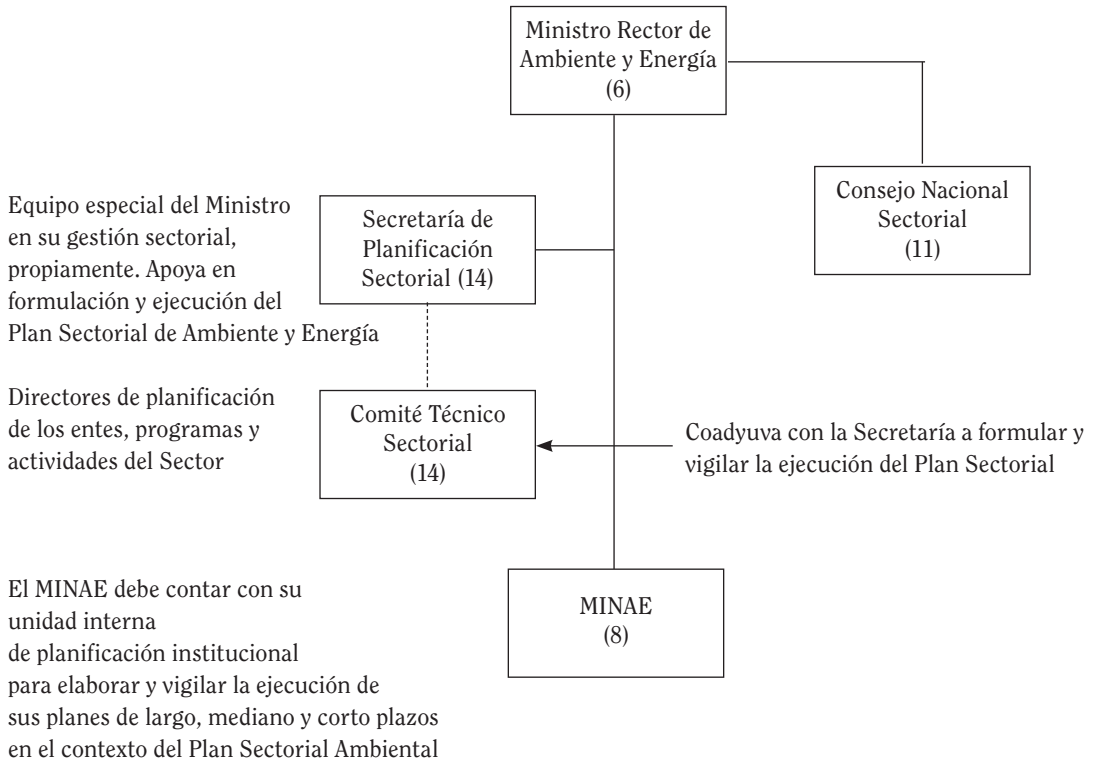 Ministro Rector de
Ambiente y Energía
(6)
Consejo Nacional
Sectorial
(11)
Equipo especial del Ministro
en su gestión sectorial,
propiamente. Apoya en
formulación y ejecución del
Plan Sectorial de Ambiente y Energía
Secretaría de
Planificación
Sectorial (14)
Directores de planificación
de los entes, programas y
actividades del Sector
Comité Técnico
Sectorial
(14)
Coadyuva con la Secretaría a formular y
vigilar la ejecución del Plan Sectorial
El MINAE debe contar con su
unidad interna
de planificación institucional
para elaborar y vigilar la ejecución de
sus planes de largo, mediano y corto plazos
en el contexto del Plan Sectorial Ambiental
MINAE
(8)